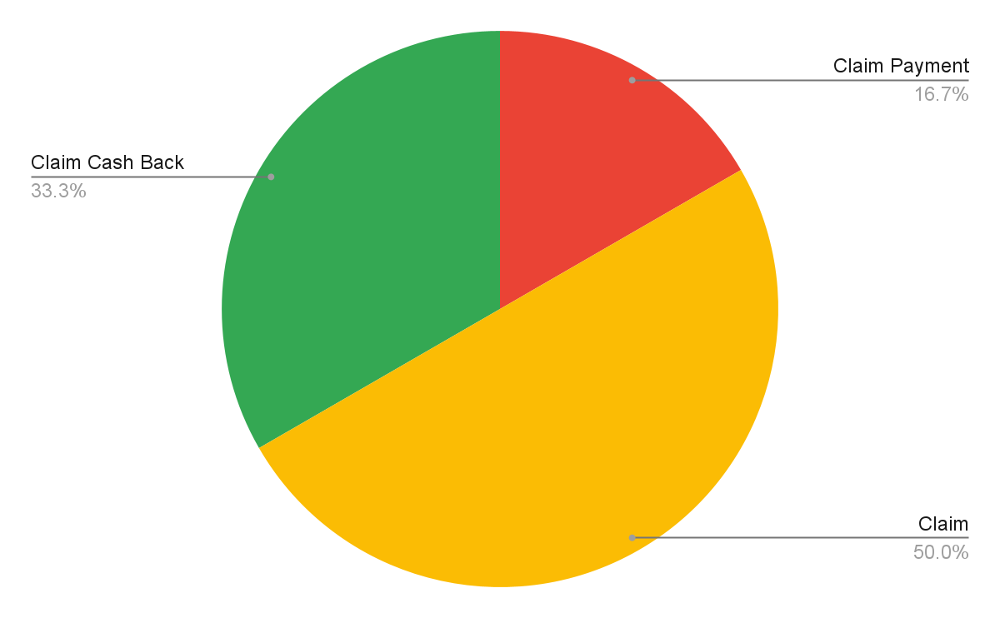 Claim Payment
16.7%
Claim Cash Back
33.3%
Claim
50.0%